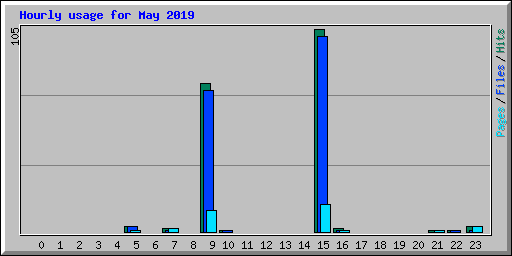 Hourly usage for May 2019
105
Pages/Files/Hits
0 1 2 3 4 5 6 7 8 9 10 11 12 13 14 15 16 17 18 19 20 21 22 23